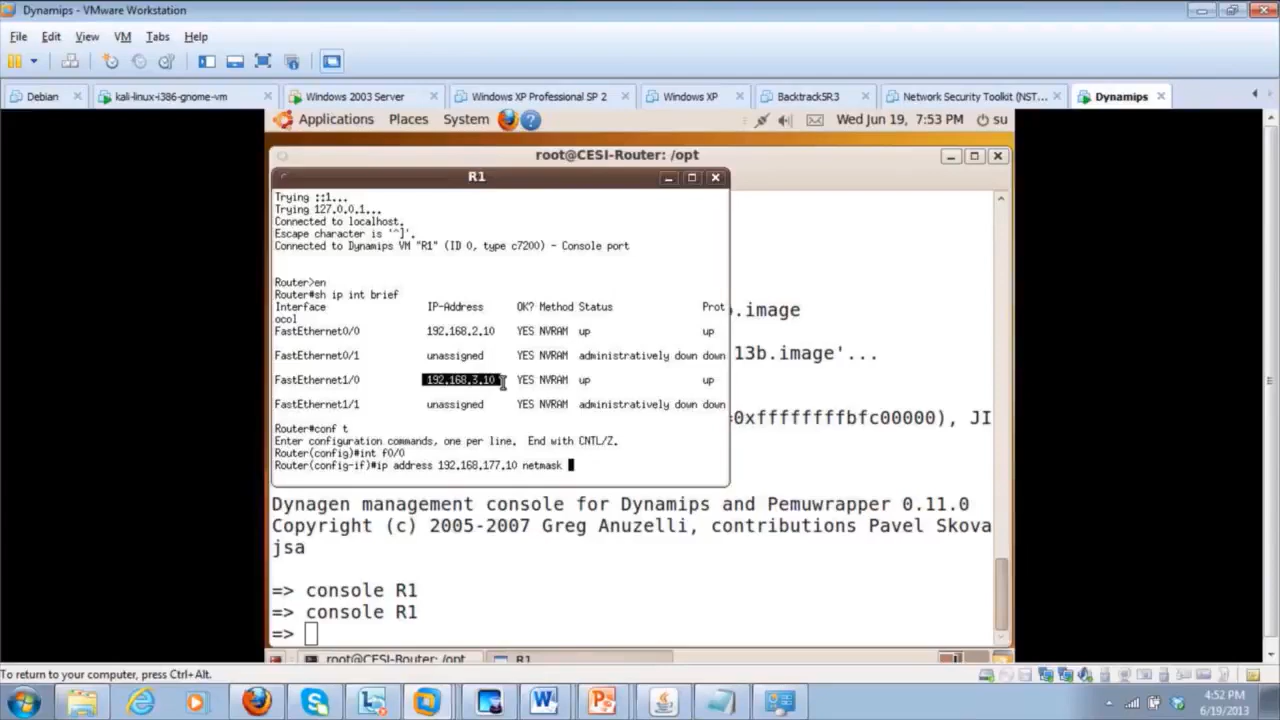 Dynamips - VMware Workstation
File Edit View VM Tabs Help
Debian
kali-linux-i386-gnome-vm
Windows 2003 Server
Windows XP Professional SP 2
Windows XP
Backtrack5R3
Network Security Toolkit (NST...
Dynamips
Applications Places System
Wed Jun 19, 7:53 PM
su
root@CESI-Router: /opt
R1
Trying ::1...
Trying 127.0.0.1...
Connected to localhost.
Escape character is '^]'.
Connected to Dynamips VM "R1" (ID 0, type c7200) - Console port
Router>en
Router#sh ip int brief
Interface IP-Address OK? Method Status Prot
ocol
FastEthernet0/0 192.168.2.10 YES NVRAM up up
FastEthernet0/1 unassigned YES NVRAM administratively down down
FastEthernet1/0 192.168.3.10 YES NVRAM up up
FastEthernet1/1 unassigned YES NVRAM administratively down down
Router#conf t
Enter configuration commands, one per line. End with CNTL/Z.
Router(config)#int f0/0
Router(config-if)#ip address 192.168.177.10 netmask
b.image
13b.image'...
=0xffffffffbfc00000), JI
Dynagen management console for Dynamips and Pemuwrapper 0.11.0
Copyright (c) 2005-2007 Greg Anuzelli, contributions Pavel Skova
jsa
=> console R1
=> console R1
=>
root@CESI-Router: /opt
R1
To return to your computer, press Ctrl+Alt.
4:52 PM
6/19/2013